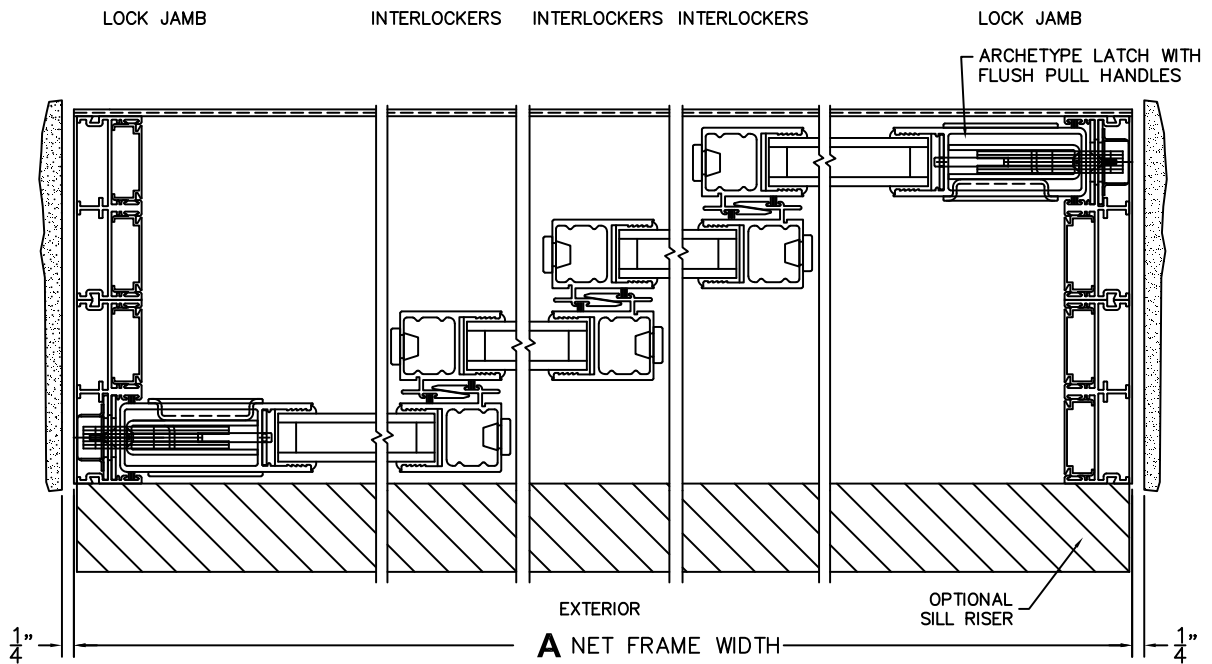 LOCK JAMB
INTERLOCKERS
INTERLOCKERS
INTERLOCKERS
LOCK JAMB
ARCHETYPE LATCH WITH
FLUSH PULL HANDLES
EXTERIOR
OPTIONAL
SILL RISER
1/4"
A NET FRAME WIDTH
1/4"